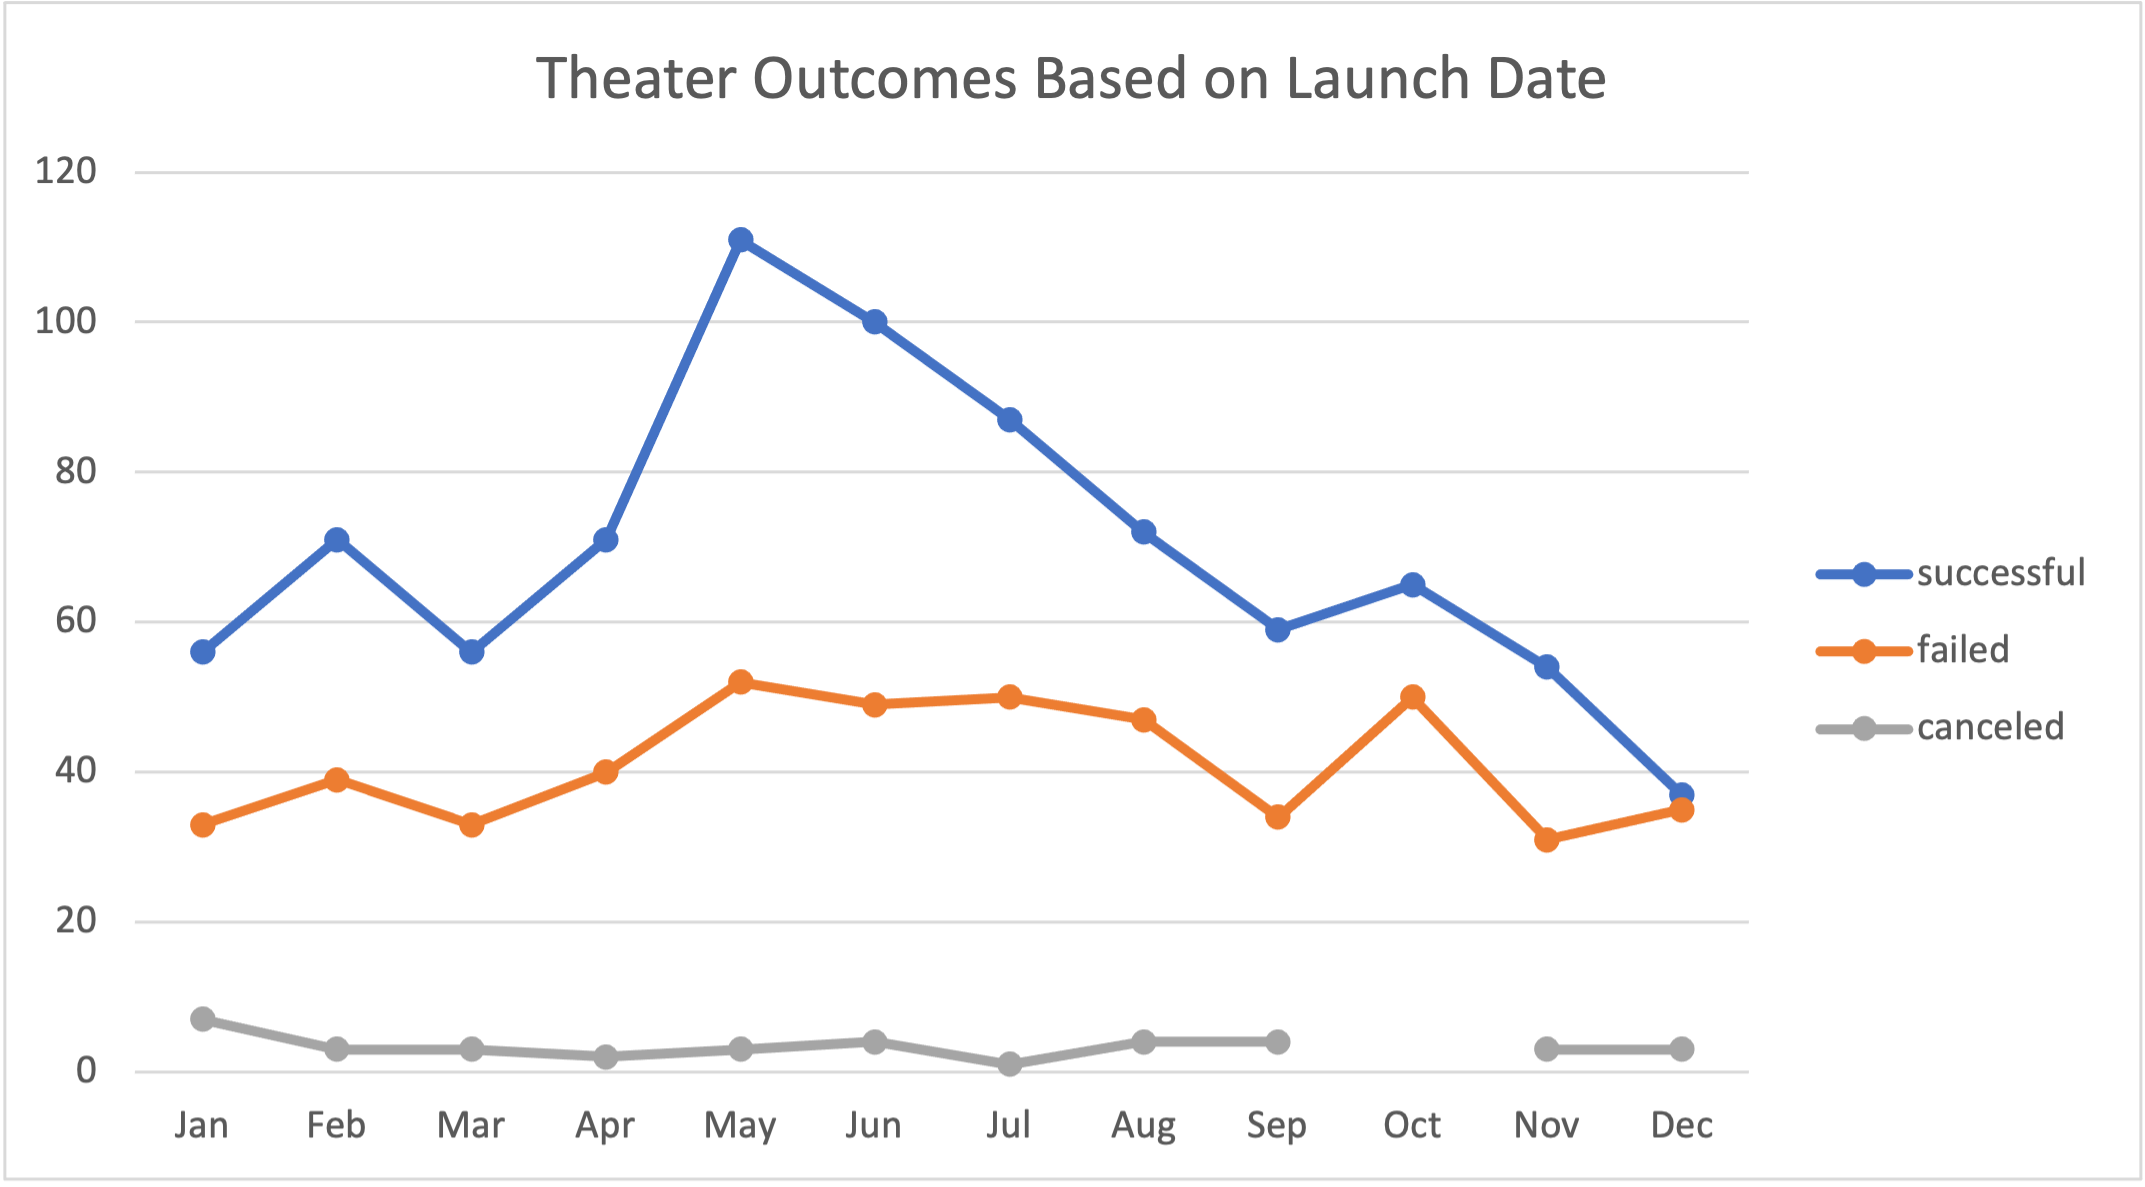 Theater Outcomes Based on Launch Date
120
100
80
60
40
20
0
Jan Feb Mar Apr May Jun Jul Aug Sep Oct Nov Dec
successful
failed
canceled